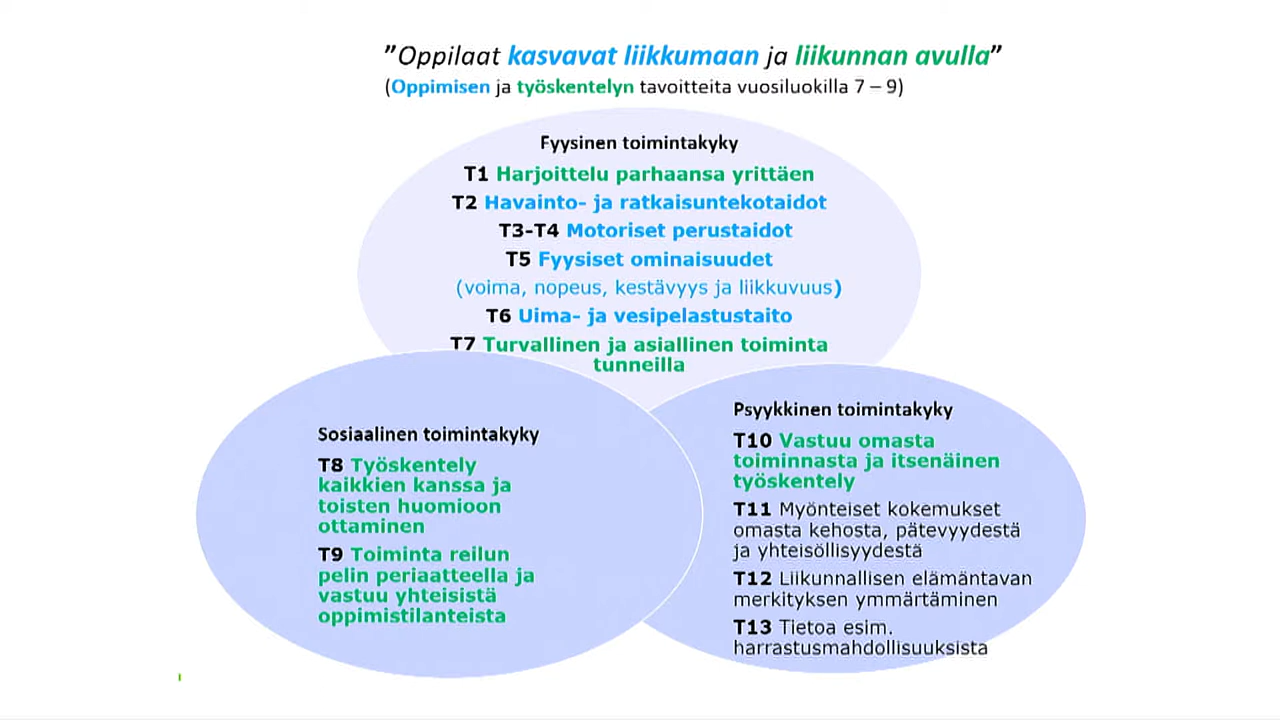 ”Oppilaat kasvavat liikkumaan ja liikunnan avulla”
(Oppimisen ja työskentelyn tavoitteita vuosiluokilla 7 – 9)
Fyysinen toimintakyky
T1 Harjoittelu parhaansa yrittäen
T2 Havainto- ja ratkaisuntekotaidot
T3-T4 Motoriset perustaidot
T5 Fyysiset ominaisuudet
(voima, nopeus, kestävyys ja liikkuvuus)
T6 Uima- ja vesipelastustaito
T7 Turvallinen ja asiallinen toiminta
tunneilla
Sosiaalinen toimintakyky
T8 Työskentely
kaikkien kanssa ja
toisten huomioon
ottaminen
T9 Toiminta reilun
pelin periaatteella ja
vastuu yhteisistä
oppimistilanteista
Psyykkinen toimintakyky
T10 Vastuu omasta
toiminnasta ja itsenäinen
työskentely
T11 Myönteiset kokemukset
omasta kehosta, pätevyydestä
ja yhteisöllisyydestä
T12 Liikunnallisen elämäntavan
merkityksen ymmärtäminen
T13 Tietoa esim.
harrastusmahdollisuuksista